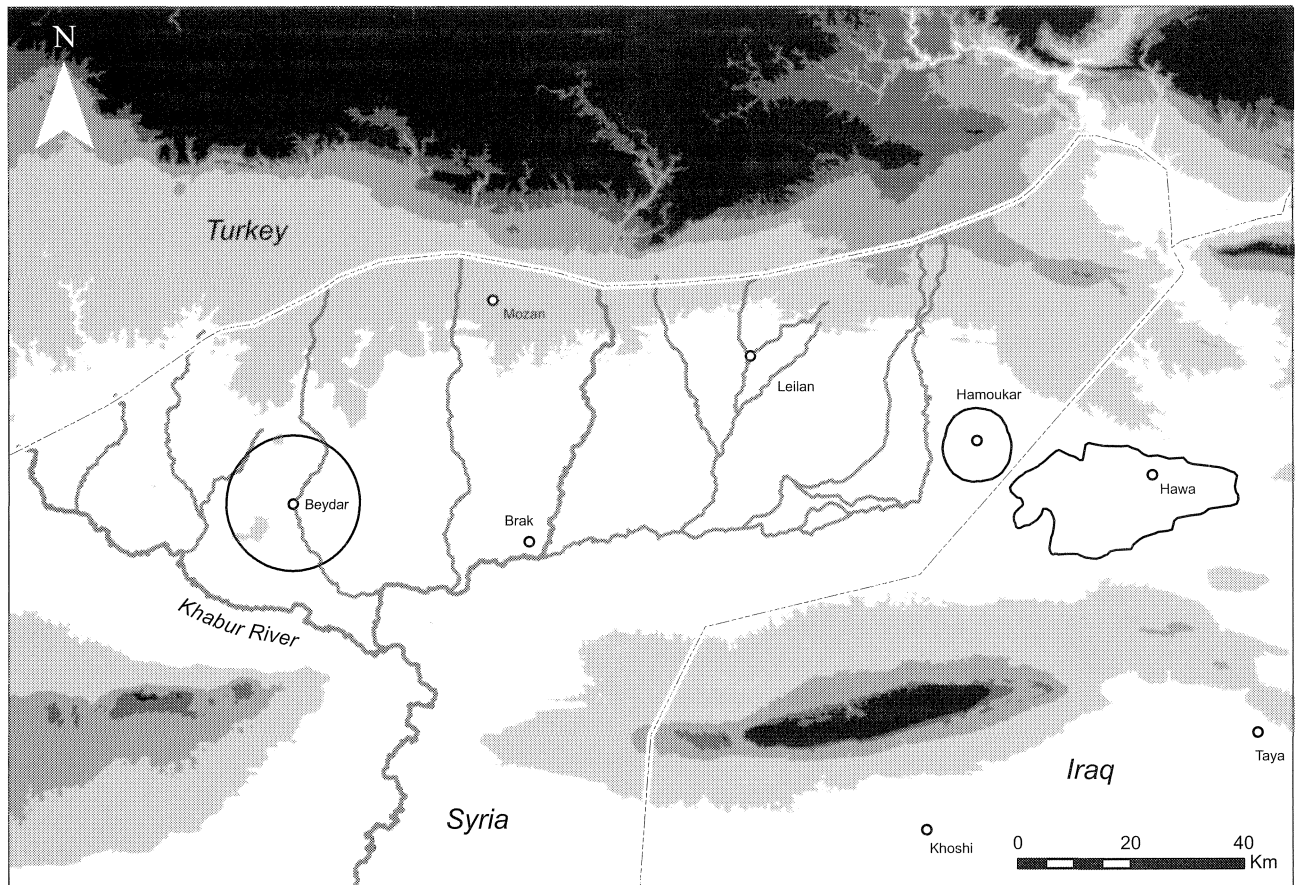 N
Turkey
Mozan
Leilan
Hamoukar
Hawa
Beydar
Brak
Khabur River
Taya
Iraq
Syria
Khoshi
0 20 40
Km